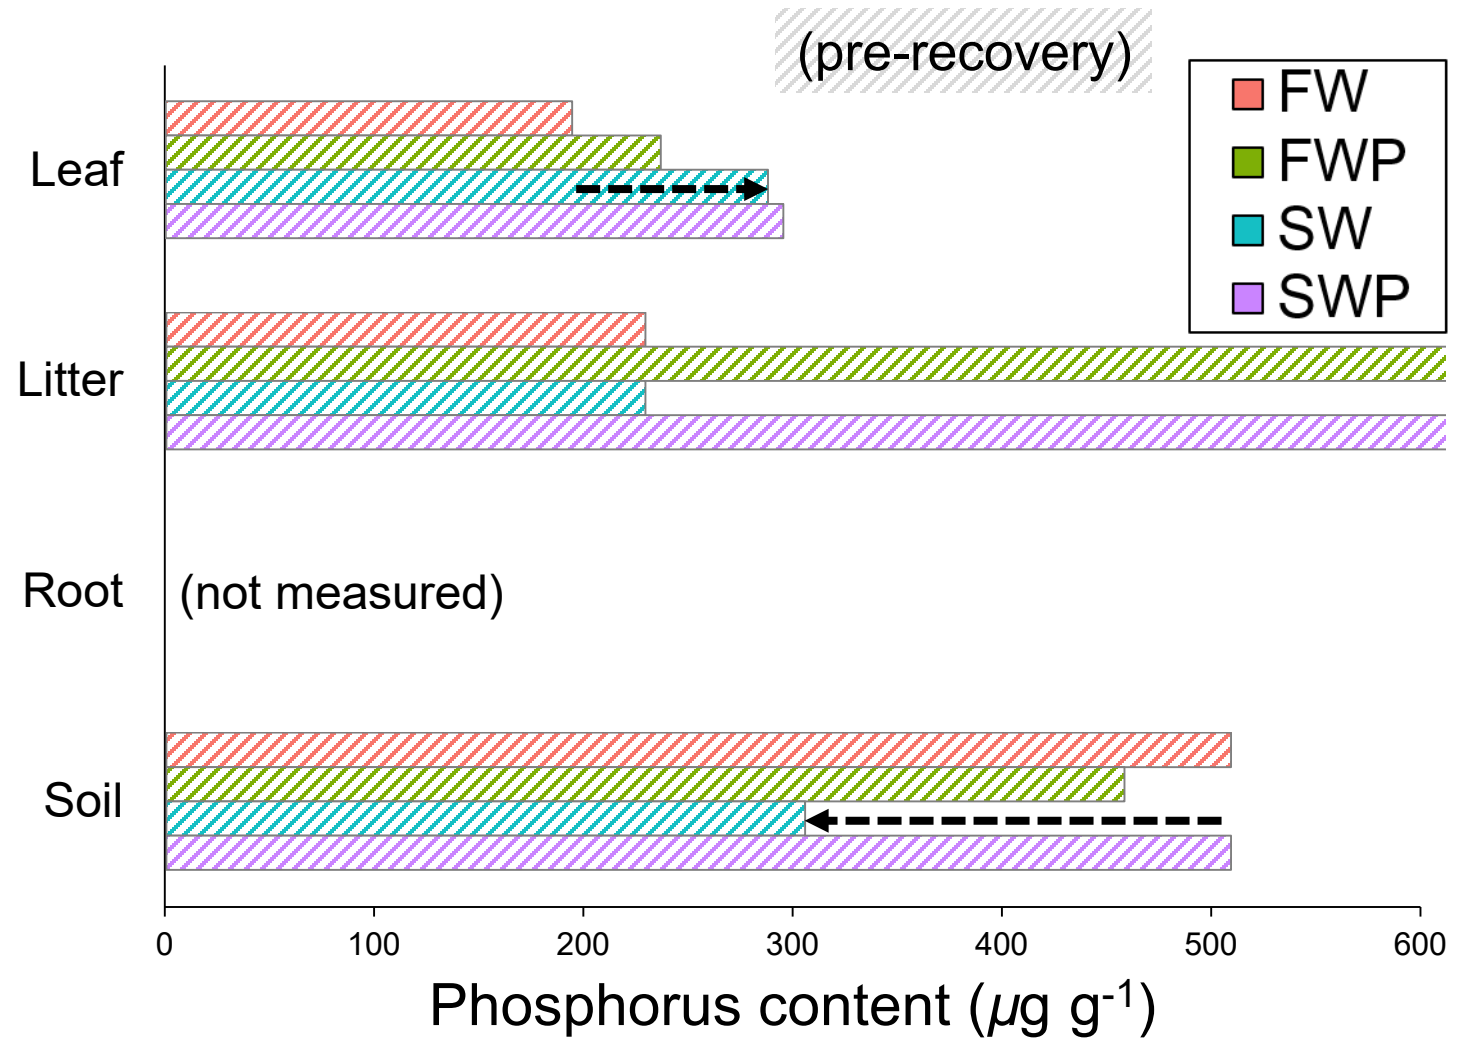 (pre-recovery)
FW
FWP
SW
SWP
Leaf
Litter
Root (not measured)
Soil
0 100 200 300 400 500 600
Phosphorus content (µg g⁻¹)